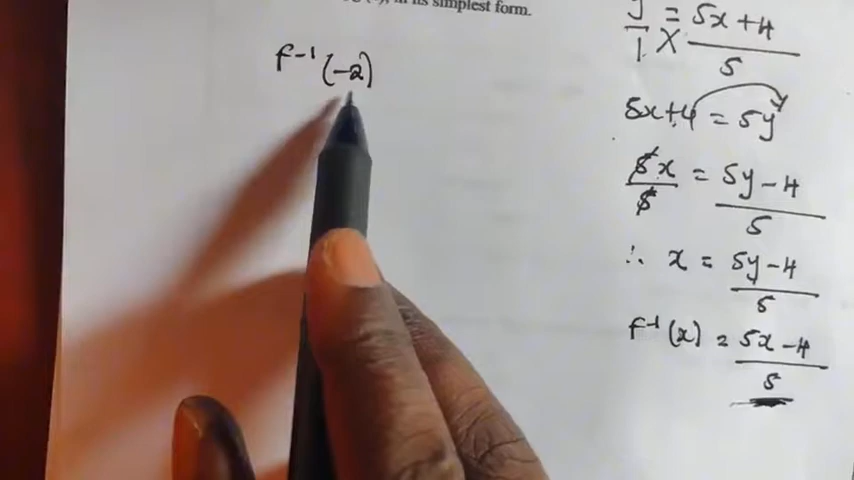 in its simplest form.
f-1(-2)
y/1 X = 5x+4/5
5x+4 = 5y
5x/5 = 5y-4/5
∴ x = 5y-4/5
f-1(x) = 5x-4/5